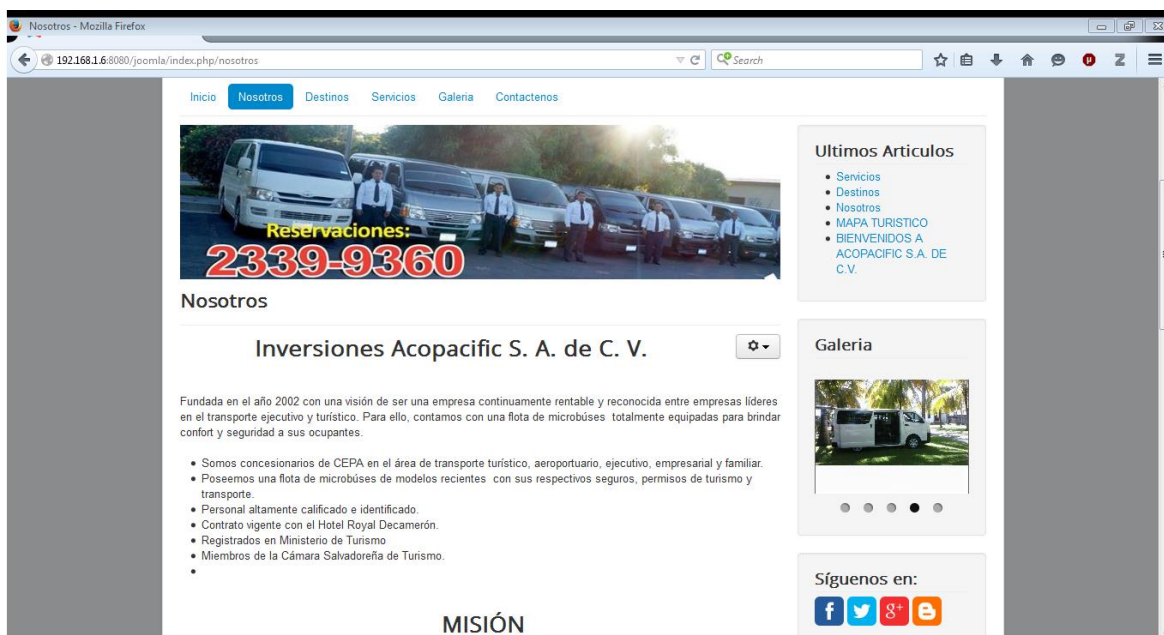 Nosotros - Mozilla Firefox
192.168.1.6:8080/joomla/index.php/nosotros
Search
Inicio Nosotros Destinos Servicios Galeria Contactenos
Reservaciones:
2339-9360
Nosotros
Inversiones Acopacific S. A. de C. V.
Fundada en el año 2002 con una visión de ser una empresa continuamente rentable y reconocida entre empresas líderes
en el transporte ejecutivo y turístico. Para ello, contamos con una flota de microbúses totalmente equipadas para brindar
confort y seguridad a sus ocupantes.
Somos concesionarios de CEPA en el área de transporte turístico, aeroportuario, ejecutivo, empresarial y familiar.
Poseemos una flota de microbúses de modelos recientes con sus respectivos seguros, permisos de turismo y
transporte.
Personal altamente calificado e identificado.
Contrato vigente con el Hotel Royal Decamerón.
Registrados en Ministerio de Turismo
Miembros de la Cámara Salvadoreña de Turismo.
MISIÓN
Ultimos Articulos
Servicios
Destinos
Nosotros
MAPA TURISTICO
BIENVENIDOS A
ACOPACIFIC S.A. DE
C.V.
Galeria
Síguenos en: